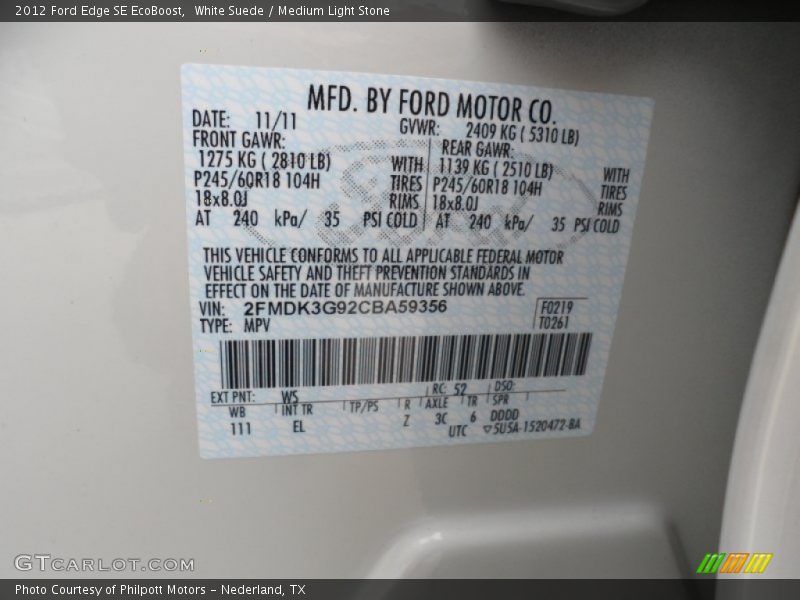 2012 Ford Edge SE EcoBoost, White Suede / Medium Light Stone
MFD. BY FORD MOTOR CO.
DATE: 11/11 GVWR: 2409 KG ( 5310 LB)
FRONT GAWR: REAR GAWR:
1275 KG ( 2810 LB) WITH 1139 KG ( 2510 LB) WITH
P245/60R18 104H TIRES P245/60R18 104H TIRES
18x8.0J RIMS 18x8.0J RIMS
AT 240 kPa/ 35 PSI COLD AT 240 kPa/ 35 PSI COLD
THIS VEHICLE CONFORMS TO ALL APPLICABLE FEDERAL MOTOR
VEHICLE SAFETY AND THEFT PREVENTION STANDARDS IN
EFFECT ON THE DATE OF MANUFACTURE SHOWN ABOVE.
VIN: 2FMDK3G92CBA59356 F0219
TYPE: MPV T0261
EXT PNT: WS RC: 52 DSO:
WB INT TR TP/PS R AXLE TR SPR
111 EL Z 3C 6 DDDD
UTC ▽5USA-1520472-BA
GTCARLOT.COM
Photo Courtesy of Philpott Motors – Nederland, TX